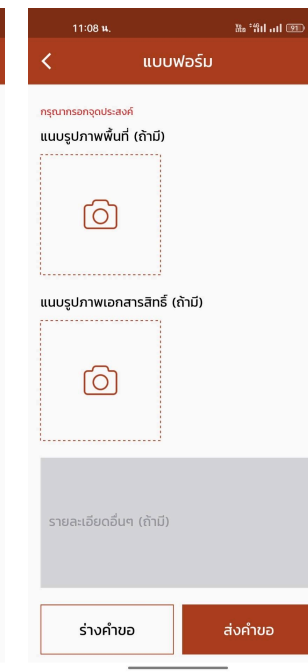 11:08 น.
แบบฟอร์ม
กรุณากรอกจุดประสงค์
แนบรูปภาพพื้นที่ (ถ้ามี)
แนบรูปภาพเอกสารสิทธิ์ (ถ้ามี)
รายละเอียดอื่นๆ (ถ้ามี)
ร่างคำขอ
ส่งคำขอ